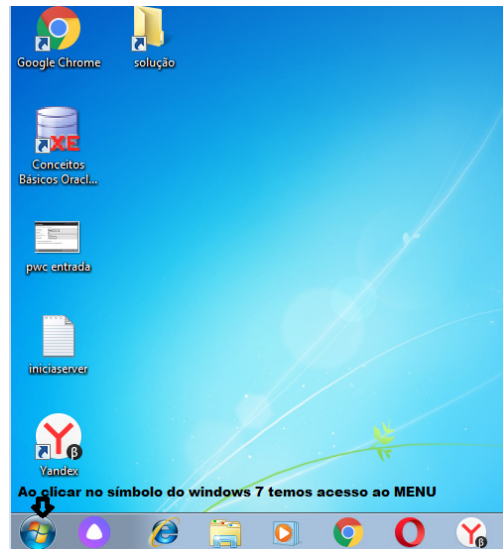 Google Chrome
solução
XE
Conceitos
Básicos Oracl...
pwc entrada
iniciaserver
Y
β
Yandex
Ao clicar no símbolo do windows 7 temos acesso ao MENU
Y
β